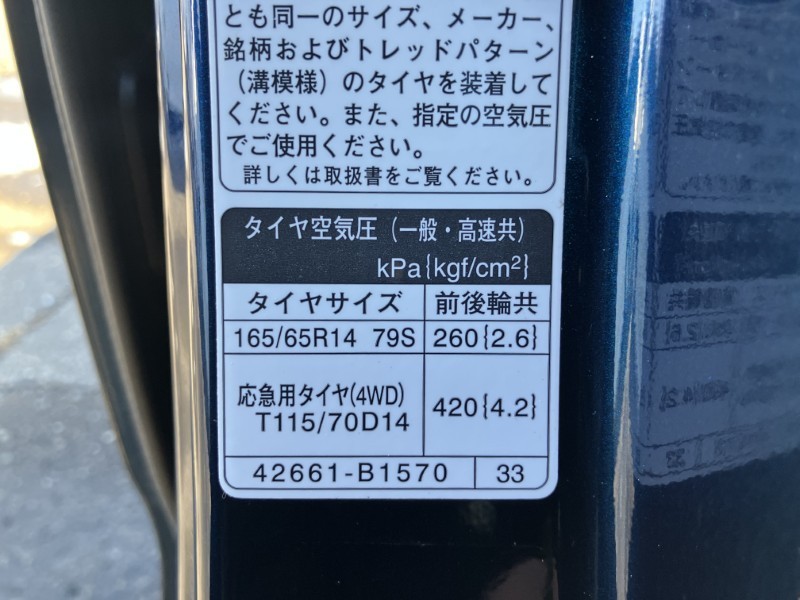 とも同一のサイズ、メーカー、
銘柄およびトレッドパターン
（溝模様）のタイヤを装着して
ください。また、指定の空気圧
でご使用ください。
詳しくは取扱書をご覧ください。
タイヤ空気圧（一般・高速共）
kPa{kgf/cm²}
タイヤサイズ 前後輪共
165/65R14 79S 260{2.6}
応急用タイヤ(4WD)
T115/70D14 420{4.2}
42661-B1570 33